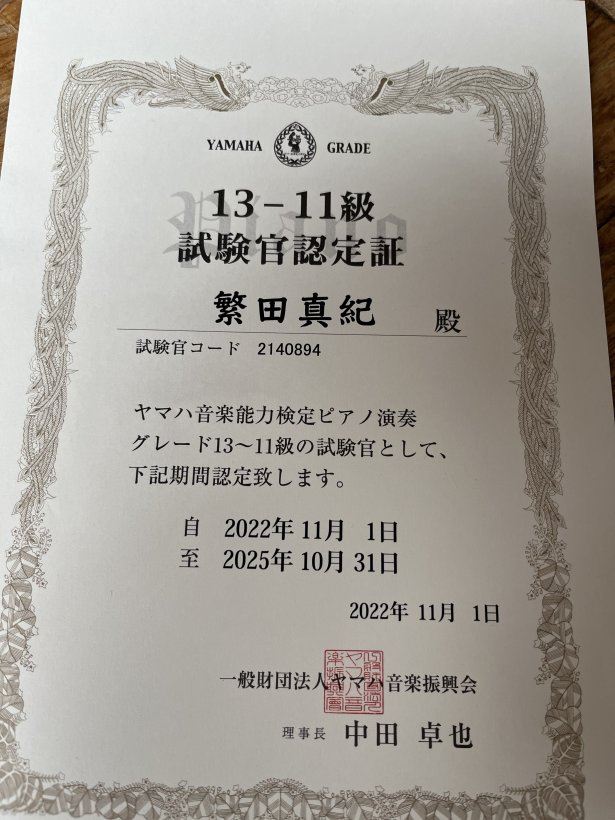 YAMAHA GRADE
Piano
13－11級
試験官認定証
繁田真紀 殿
試験官コード 2140894
ヤマハ音楽能力検定ピアノ演奏
グレード13〜11級の試験官として、
下記期間認定致します。
自 2022年 11月 1日
至 2025年 10月 31日
2022年 11月 1日
一般財団法人ヤマハ音楽振興会
理事長 中田 卓也